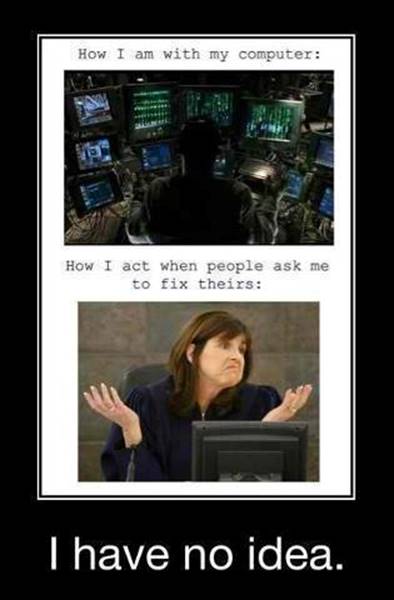 How I am with my computer:
How I act when people ask me
to fix theirs:
I have no idea.